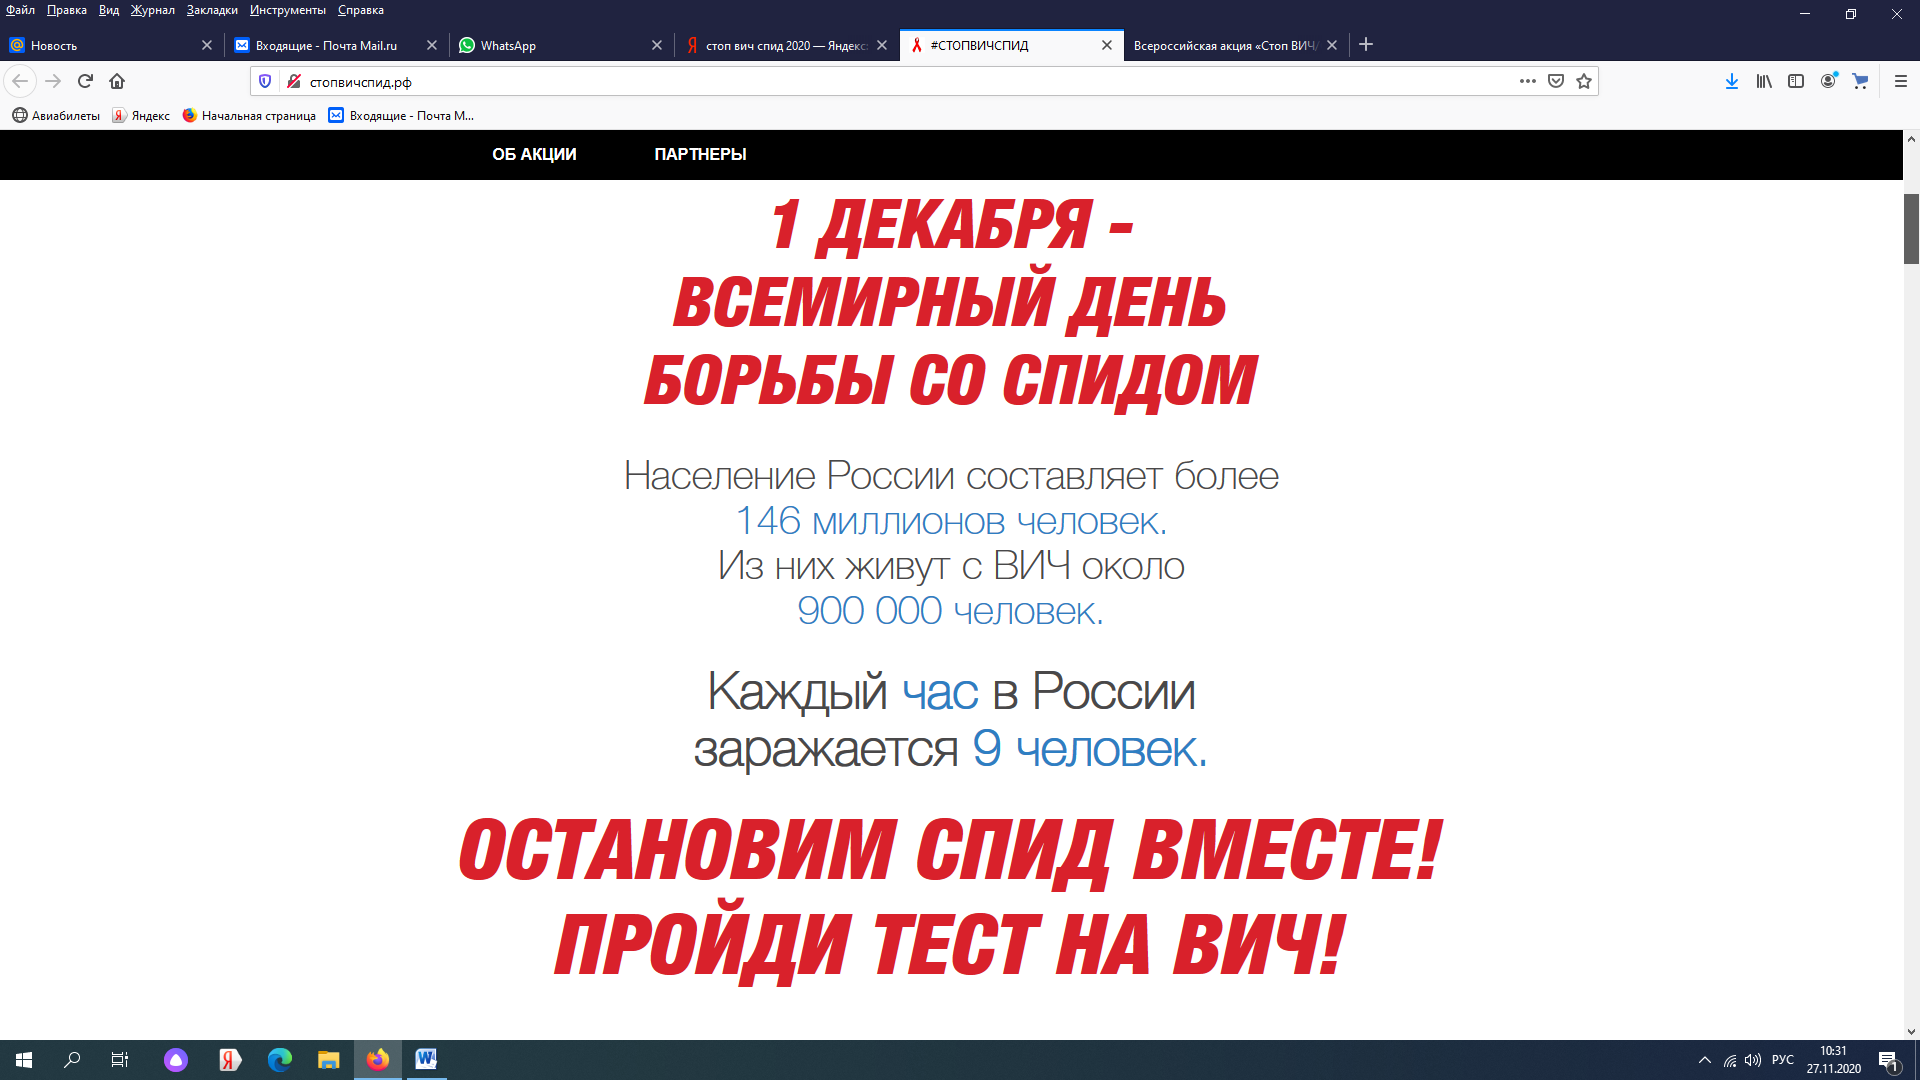 Файл Правка Вид Журнал Закладки Инструменты Справка
Новость
Входящие - Почта Mail.ru
WhatsApp
стоп вич спид 2020 — Яндекс
#СТОПВИЧСПИД
Всероссийская акция «Стоп ВИЧ/
стопвичспид.рф
Авиабилеты
Яндекс
Начальная страница
Входящие - Почта М...
ОБ АКЦИИ
ПАРТНЕРЫ
1 ДЕКАБРЯ -
ВСЕМИРНЫЙ ДЕНЬ
БОРЬБЫ СО СПИДОМ
Население России составляет более
146 миллионов человек.
Из них живут с ВИЧ около
900 000 человек.
Каждый час в России
заражается 9 человек.
ОСТАНОВИМ СПИД ВМЕСТЕ!
ПРОЙДИ ТЕСТ НА ВИЧ!
РУС
10:31
27.11.2020
1